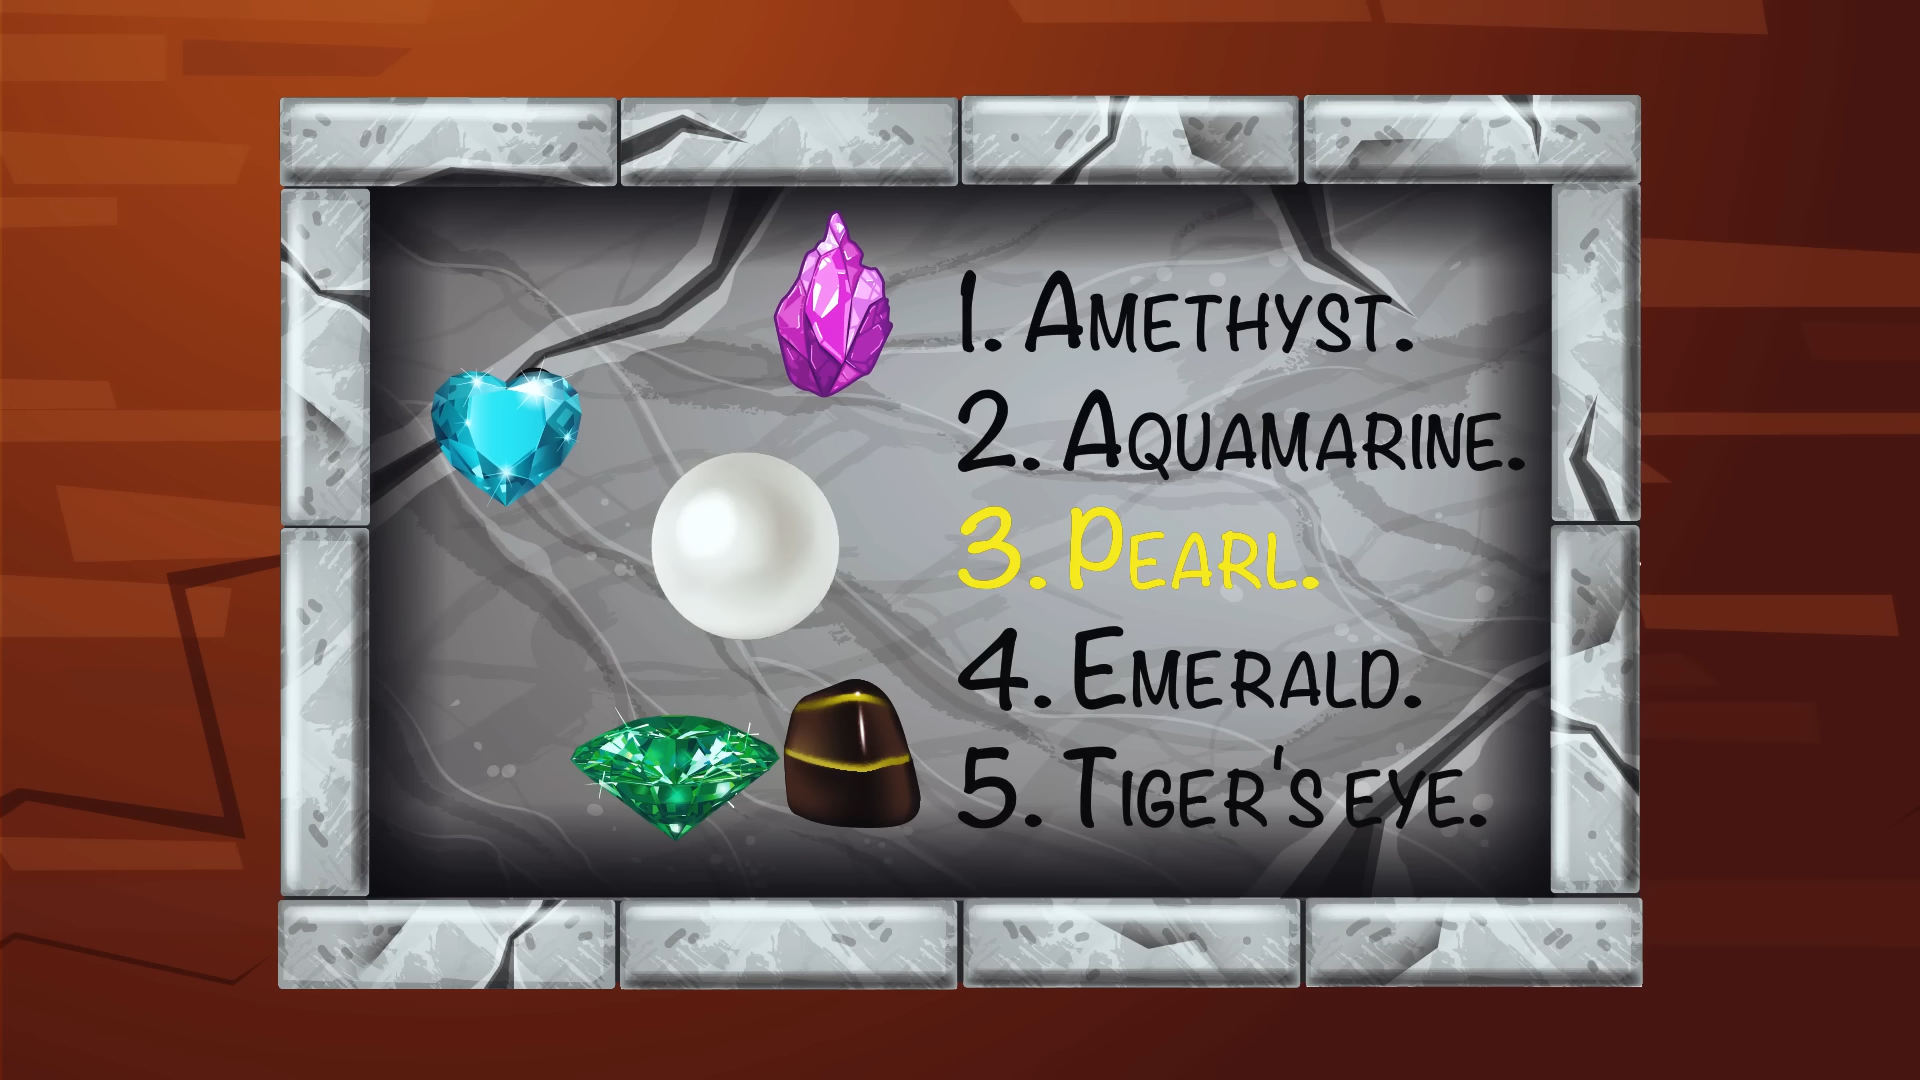 1. Amethyst.
2. Aquamarine.
3. Pearl.
4. Emerald.
5. Tiger's eye.